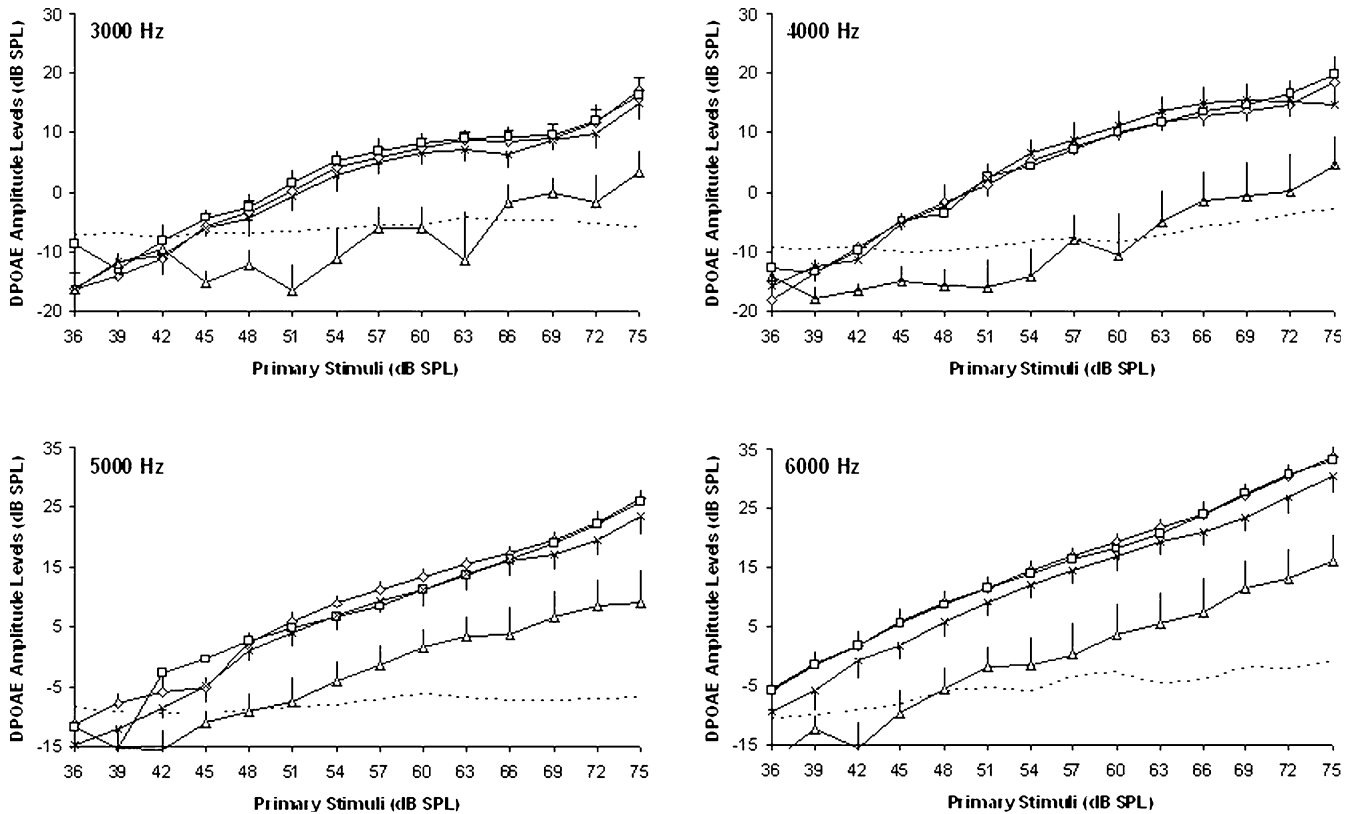 3000 Hz
DPOAE Amplitude Levels (dB SPL)
30
20
10
0
-10
-20
36 39 42 45 48 51 54 57 60 63 66 69 72 75
Primary Stimuli (dB SPL)
4000 Hz
DPOAE Amplitude Levels (dB SPL)
30
20
10
0
-10
-20
36 39 42 45 48 51 54 57 60 63 66 69 72 75
Primary Stimuli (dB SPL)
5000 Hz
DPOAE Amplitude Levels (dB SPL)
35
25
15
5
-5
-15
36 39 42 45 48 51 54 57 60 63 66 69 72 75
Primary Stimuli (dB SPL)
6000 Hz
DPOAE Amplitude Levels (dB SPL)
35
25
15
5
-5
-15
36 39 42 45 48 51 54 57 60 63 66 69 72 75
Primary Stimuli (dB SPL)